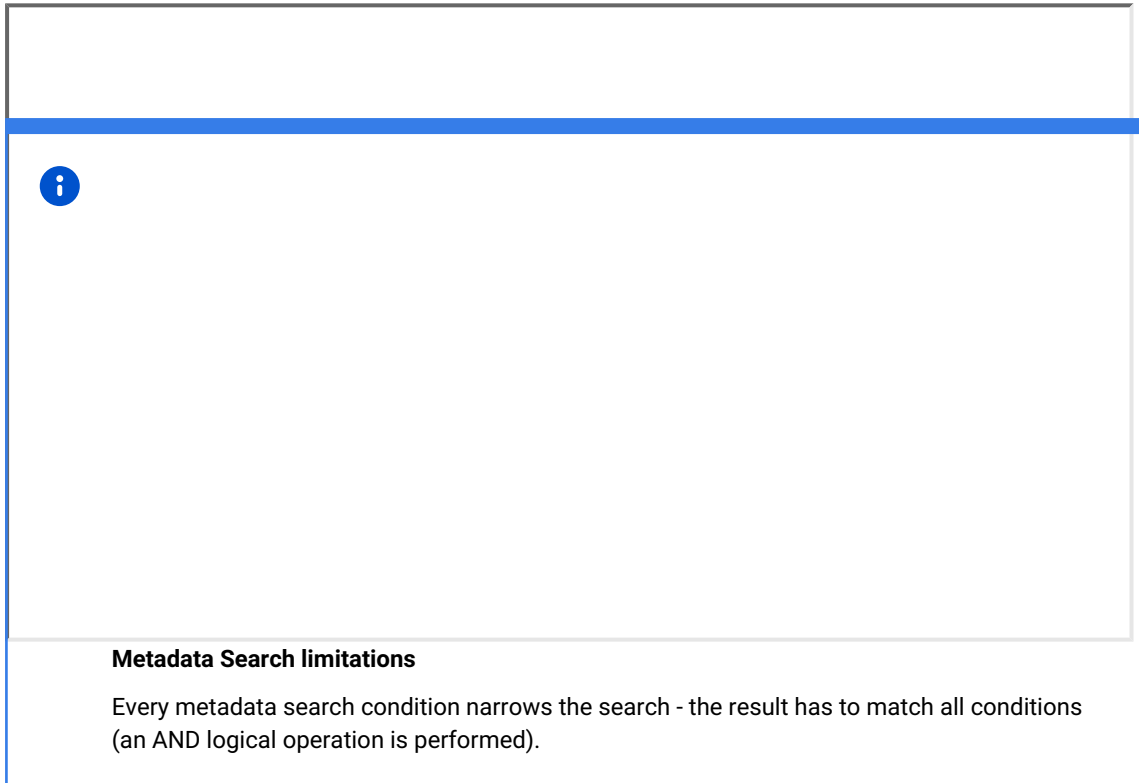 Metadata Search limitations
Every metadata search condition narrows the search - the result has to match all conditions
(an AND logical operation is performed).